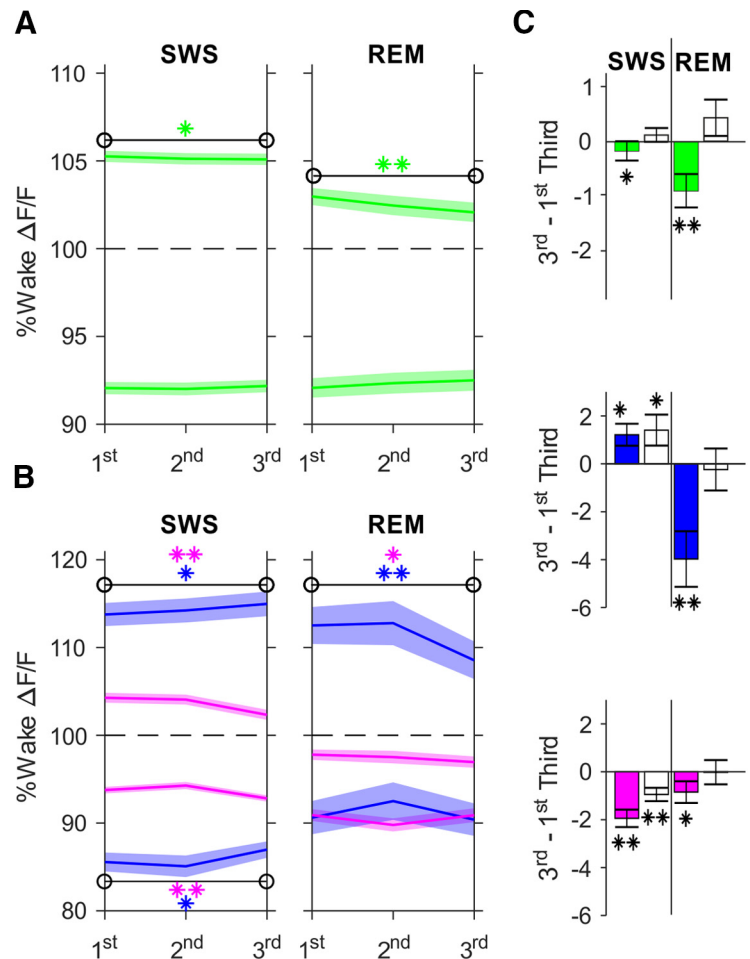 A
SWS
REM
%Wake ΔF/F
110
105
100
95
90
*
**
1st 2nd 3rd
1st 2nd 3rd
B
SWS
REM
%Wake ΔF/F
120
110
100
90
80
**
*
*
**
**
*
1st 2nd 3rd
1st 2nd 3rd
C
SWS REM
3rd - 1st Third
1
0
-1
-2
*
**
3rd - 1st Third
2
0
-2
-4
-6
*
*
**
3rd - 1st Third
2
0
-2
-4
-6
**
**
*